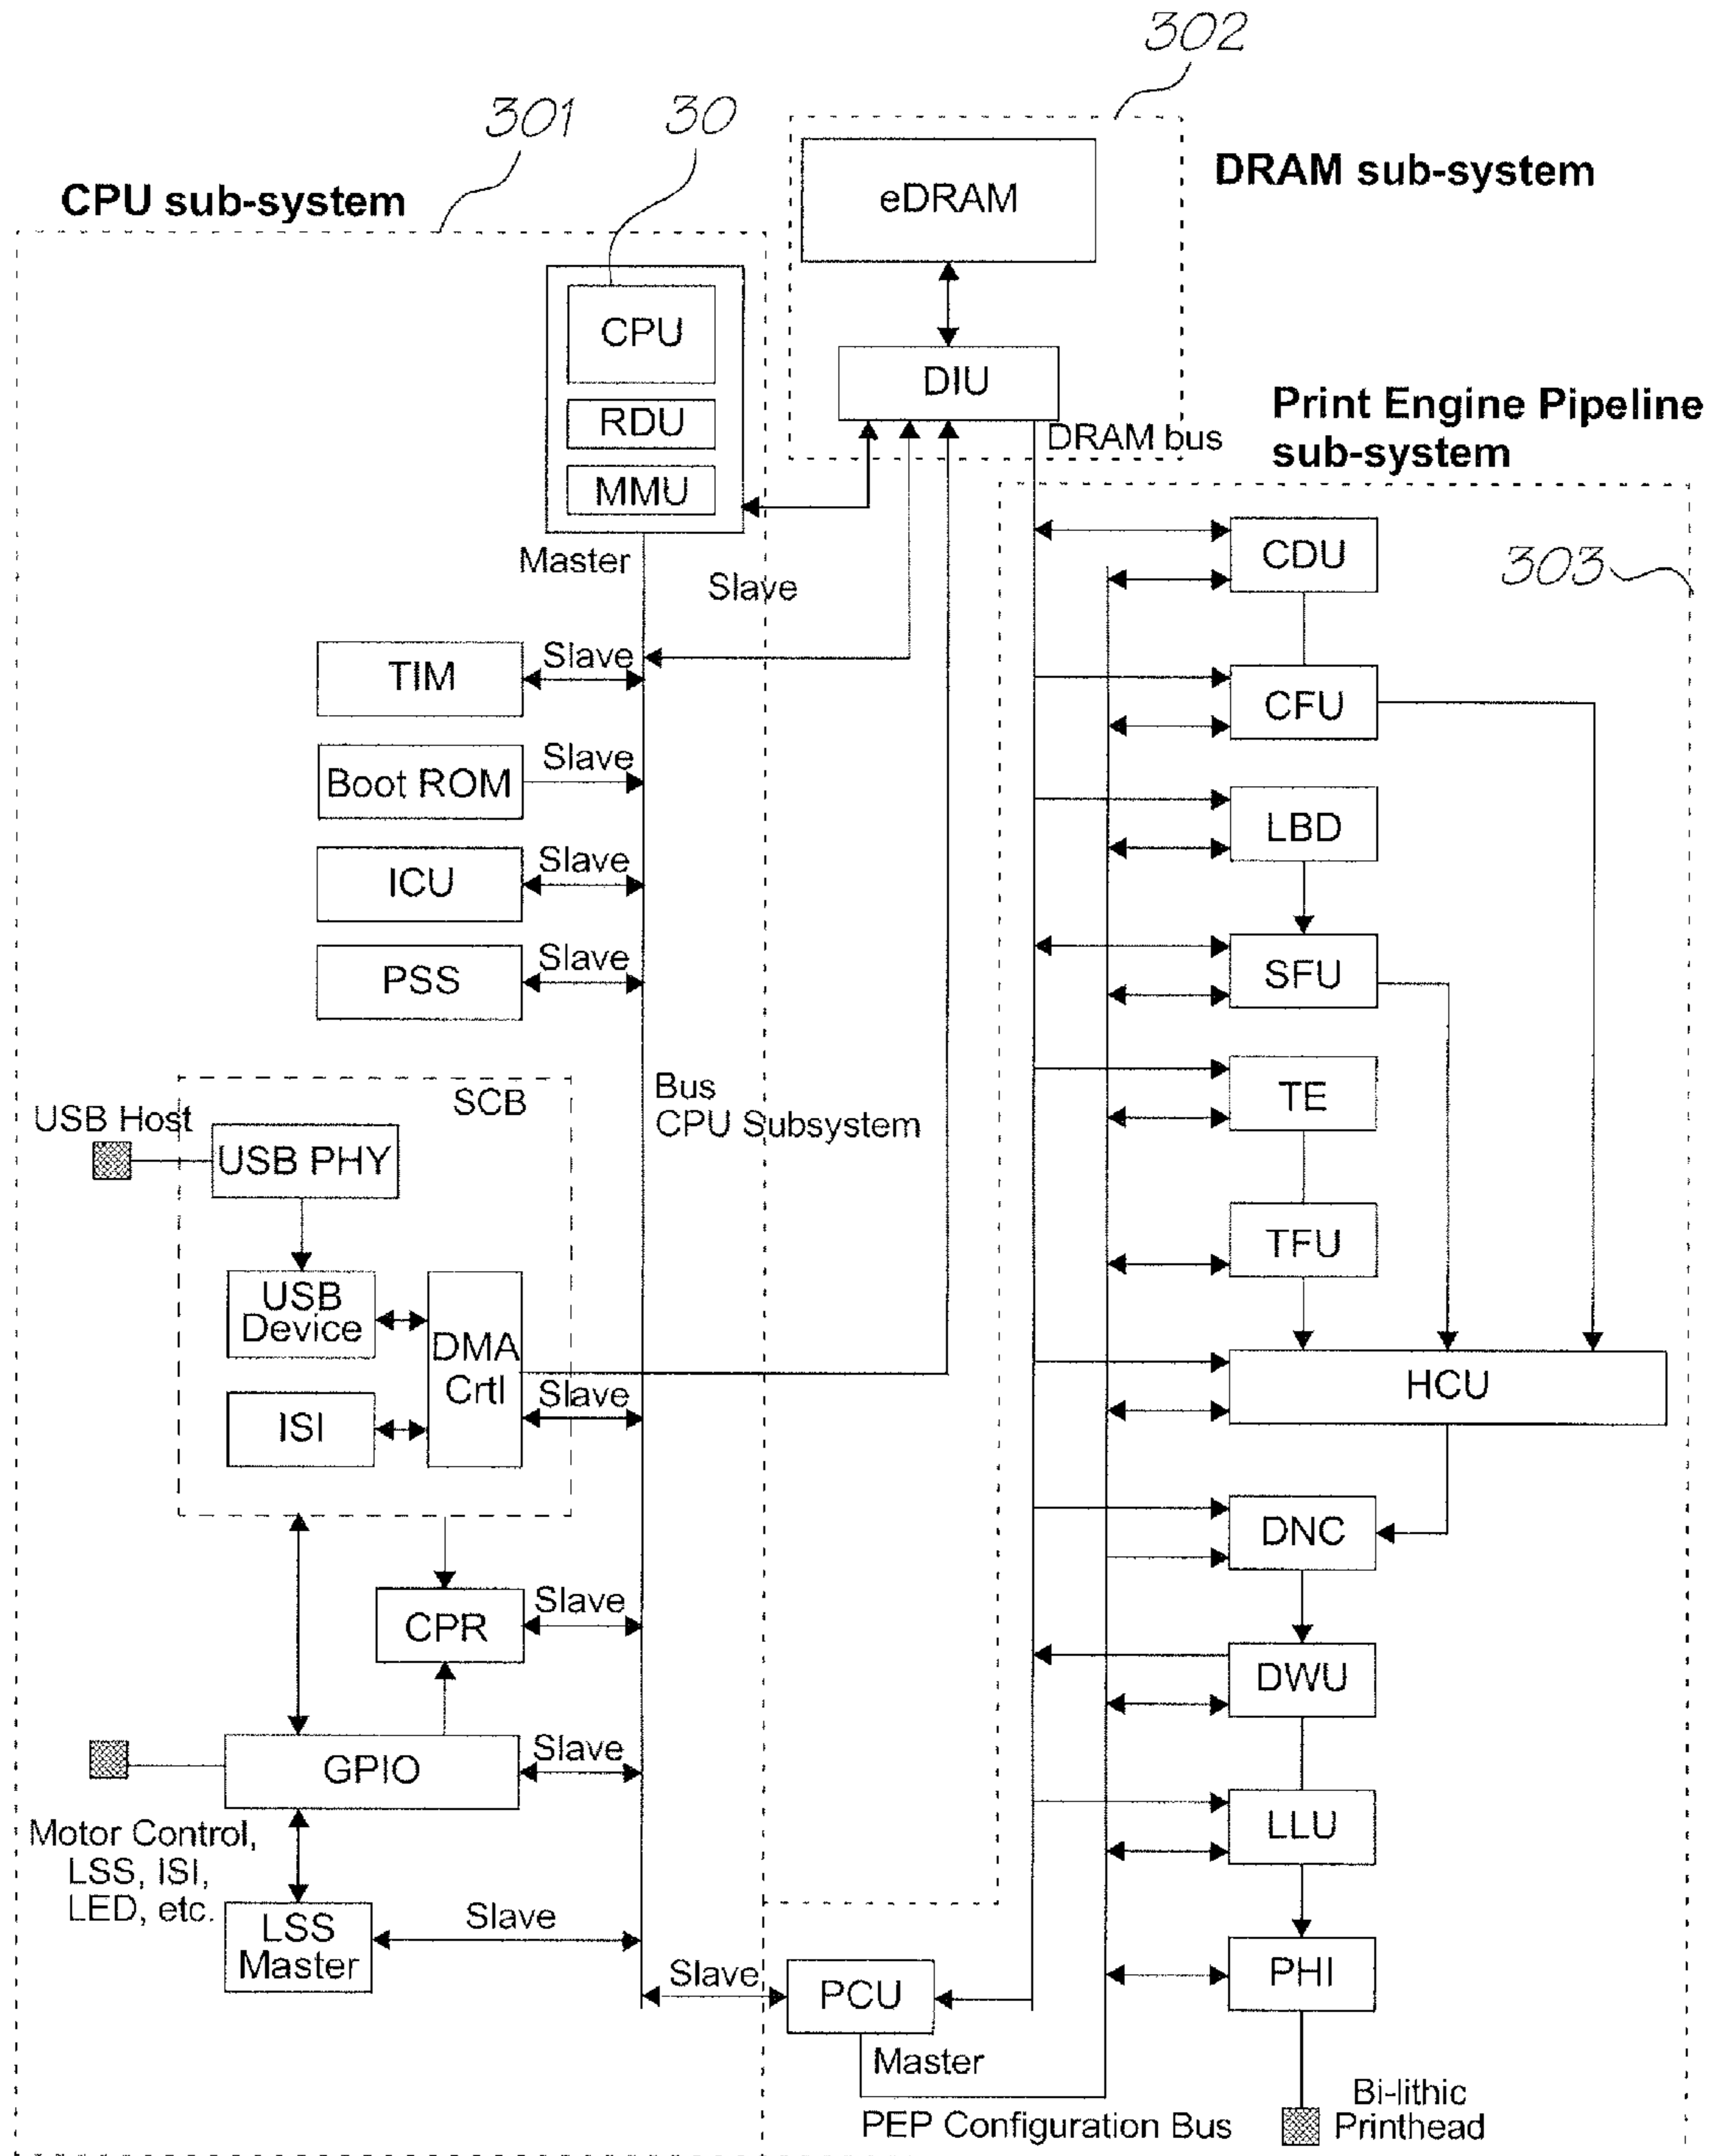 302
301
30
CPU sub-system
DRAM sub-system
eDRAM
CPU
DIU
RDU
DRAM bus
MMU
Print Engine Pipeline
sub-system
Master
Slave
CDU
303
TIM
Slave
CFU
Boot ROM
Slave
LBD
ICU
Slave
PSS
Slave
SFU
SCB
Bus
CPU Subsystem
TE
USB Host
USB PHY
TFU
USB
Device
DMA
Crtl
Slave
ISI
HCU
DNC
CPR
Slave
DWU
GPIO
Slave
Motor Control,
LSS, ISI,
LED, etc.
LLU
LSS
Master
Slave
Slave
PCU
PHI
Master
PEP Configuration Bus
Bi-lithic
Printhead